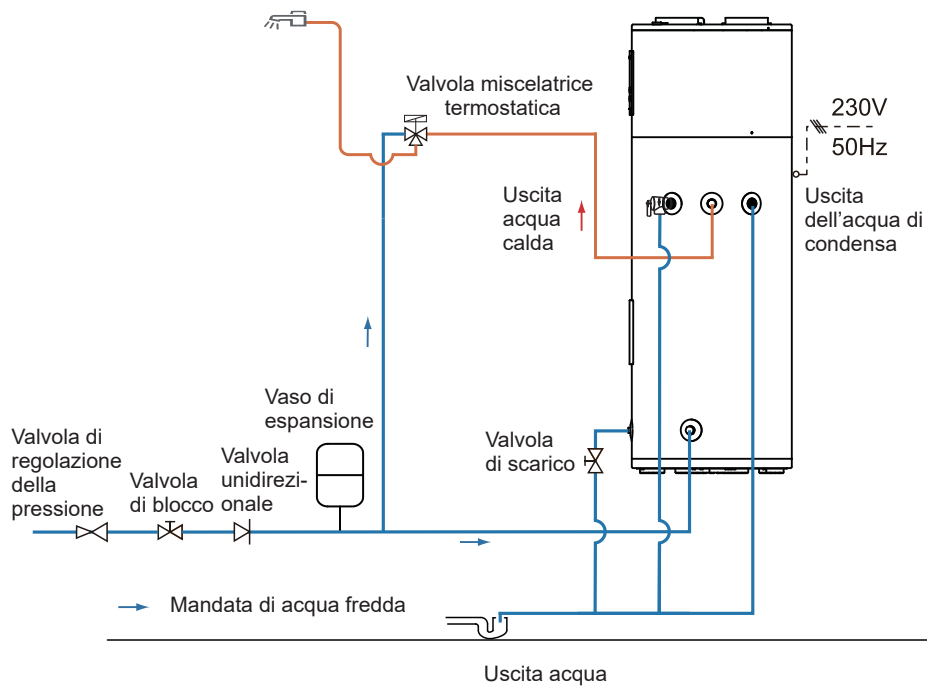 Valvola miscelatrice
termostatica
230V
50Hz
Uscita
acqua
calda
Uscita
dell’acqua di
condensa
Vaso di
espansione
Valvola di
regolazione
della
pressione
Valvola
di blocco
Valvola
unidirezi-
onale
Valvola
di scarico
Mandata di acqua fredda
Uscita acqua